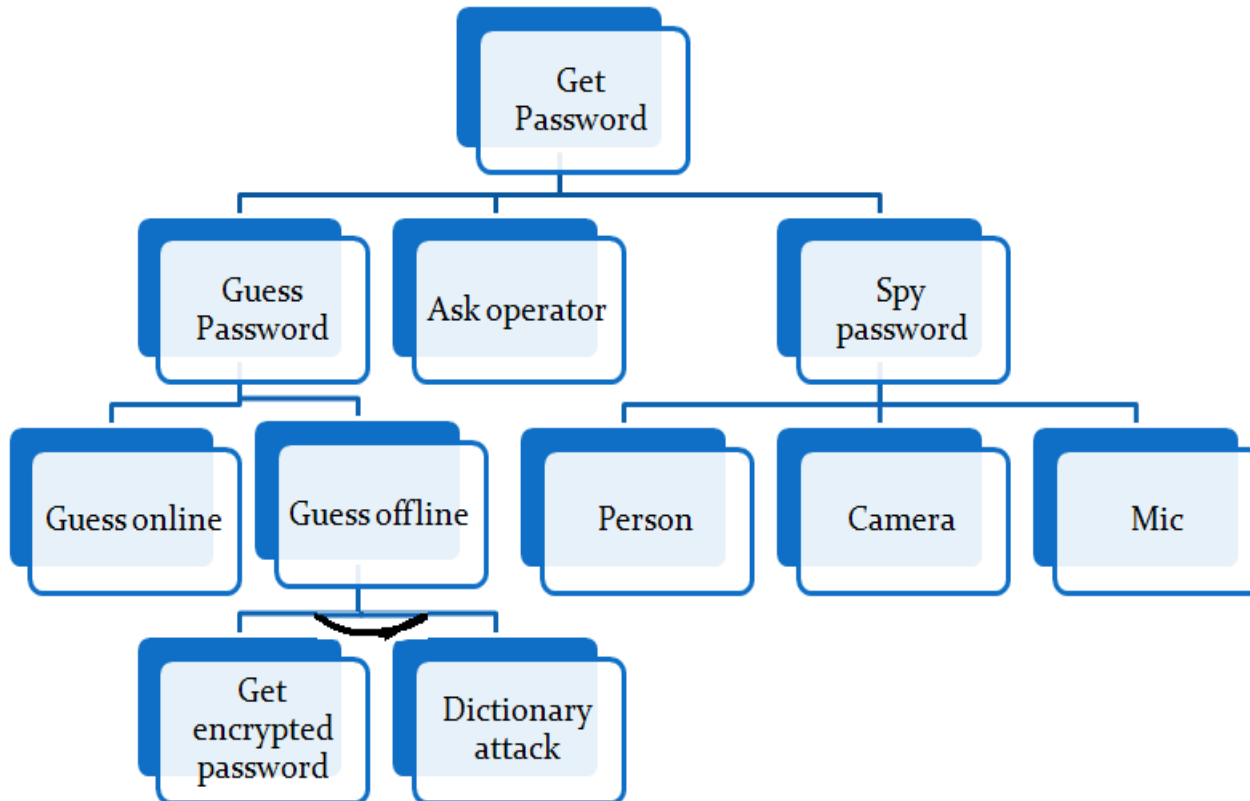 Get
Password
Guess
Password
Ask operator
Spy
password
Guess online
Guess offline
Person
Camera
Mic
Get
encrypted
password
Dictionary
attack